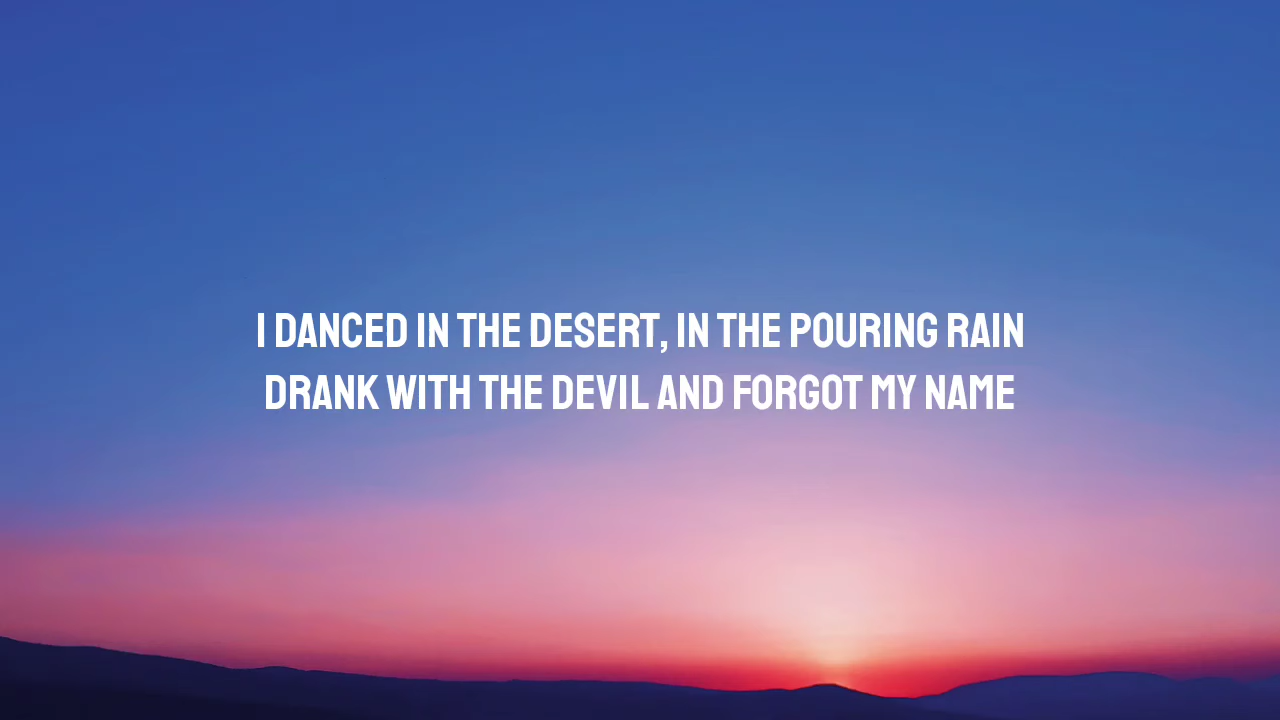 I DANCED IN THE DESERT, IN THE POURING RAIN
DRANK WITH THE DEVIL AND FORGOT MY NAME